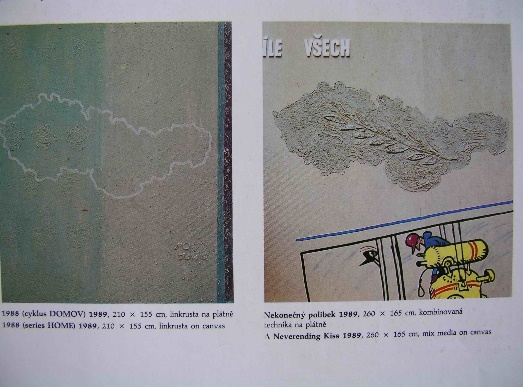 ÍLE VŠECH
1988 (cyklus DOMOV) 1989, 210 × 155 cm, linkrusta na plátně
1988 (series HOME) 1989, 210 × 155 cm, linkrusta on canvas
Nekonečný polibek 1989, 260 × 165 cm, kombinovaná
technika na plátně
A Neverending Kiss 1989, 260 × 165 cm, mix media on canvas